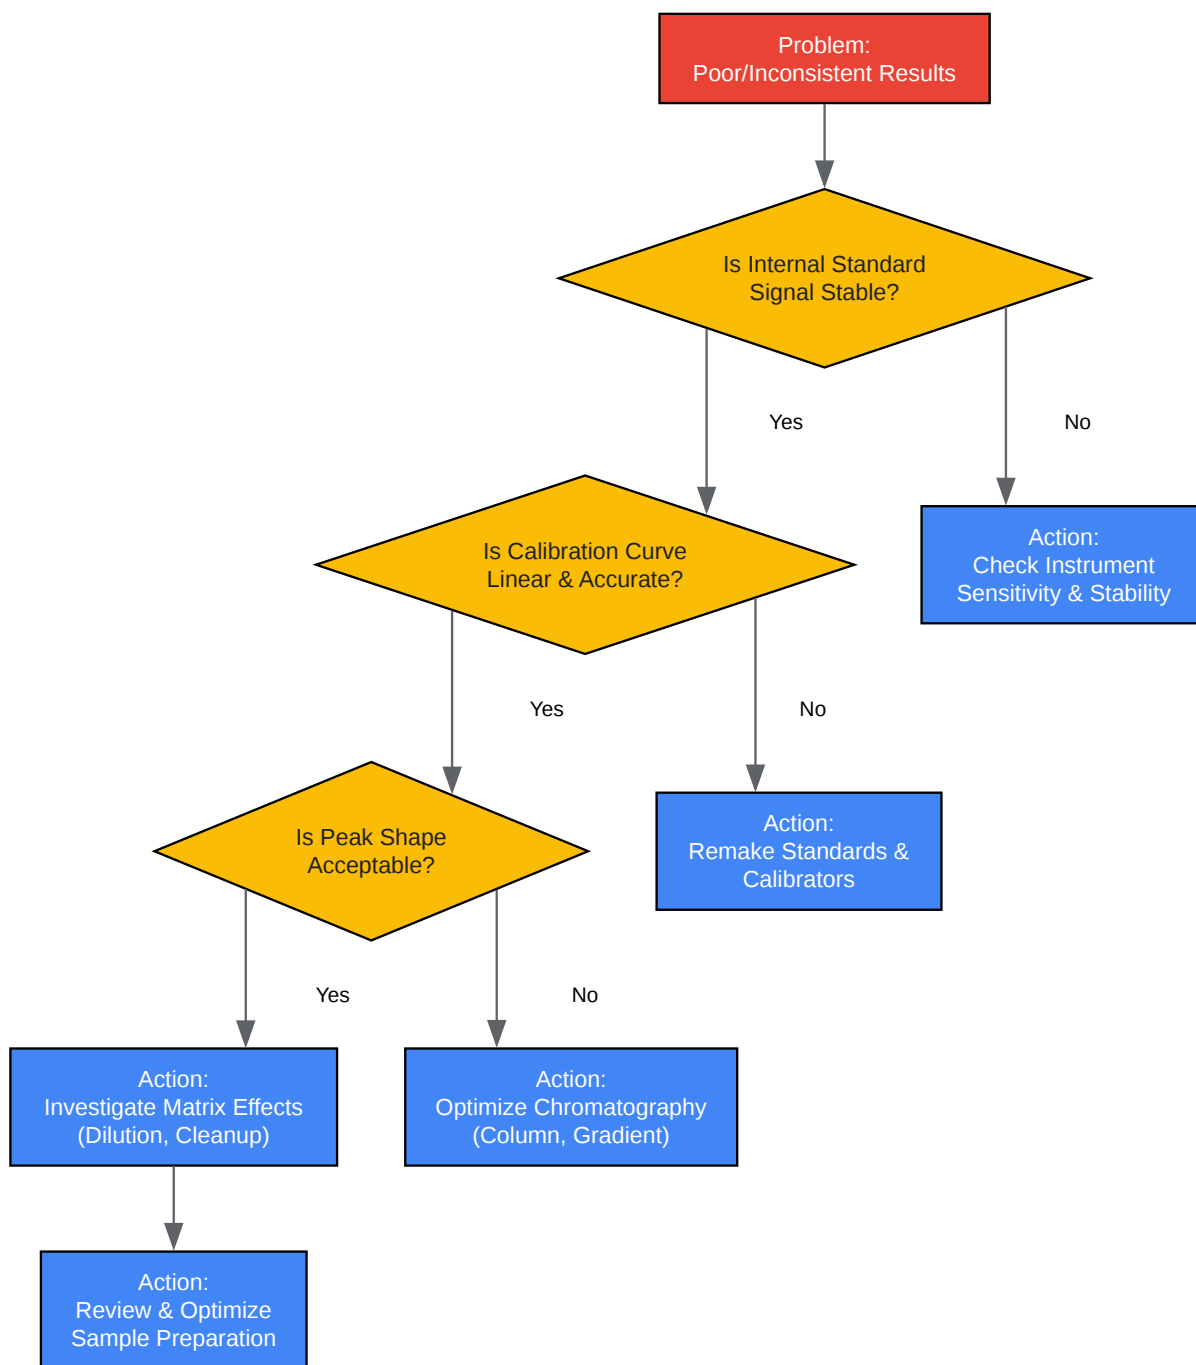 Problem:
Poor/Inconsistent Results
Is Internal Standard
Signal Stable?
Yes
No
Is Calibration Curve
Linear & Accurate?
Action:
Check Instrument
Sensitivity & Stability
Yes
No
Is Peak Shape
Acceptable?
Action:
Remake Standards &
Calibrators
Yes
No
Action:
Investigate Matrix Effects
(Dilution, Cleanup)
Action:
Optimize Chromatography
(Column, Gradient)
Action:
Review & Optimize
Sample Preparation